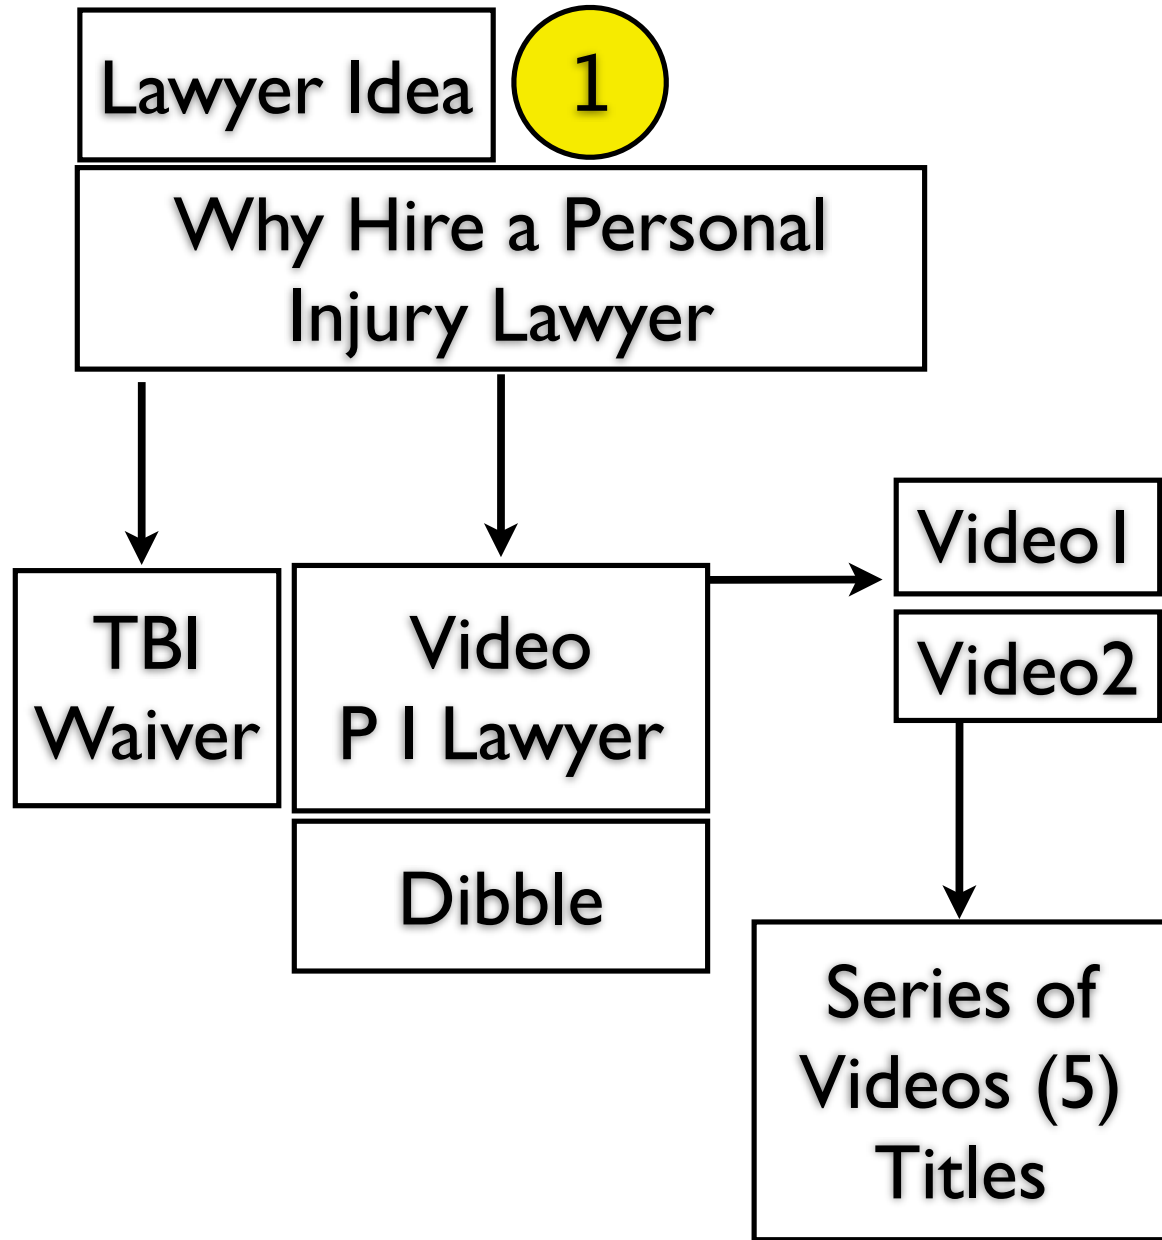 Lawyer Idea
1
Why Hire a Personal
Injury Lawyer
TBI
Waiver
Video
P I Lawyer
Dibble
Video1
Video2
Series of
Videos (5)
Titles